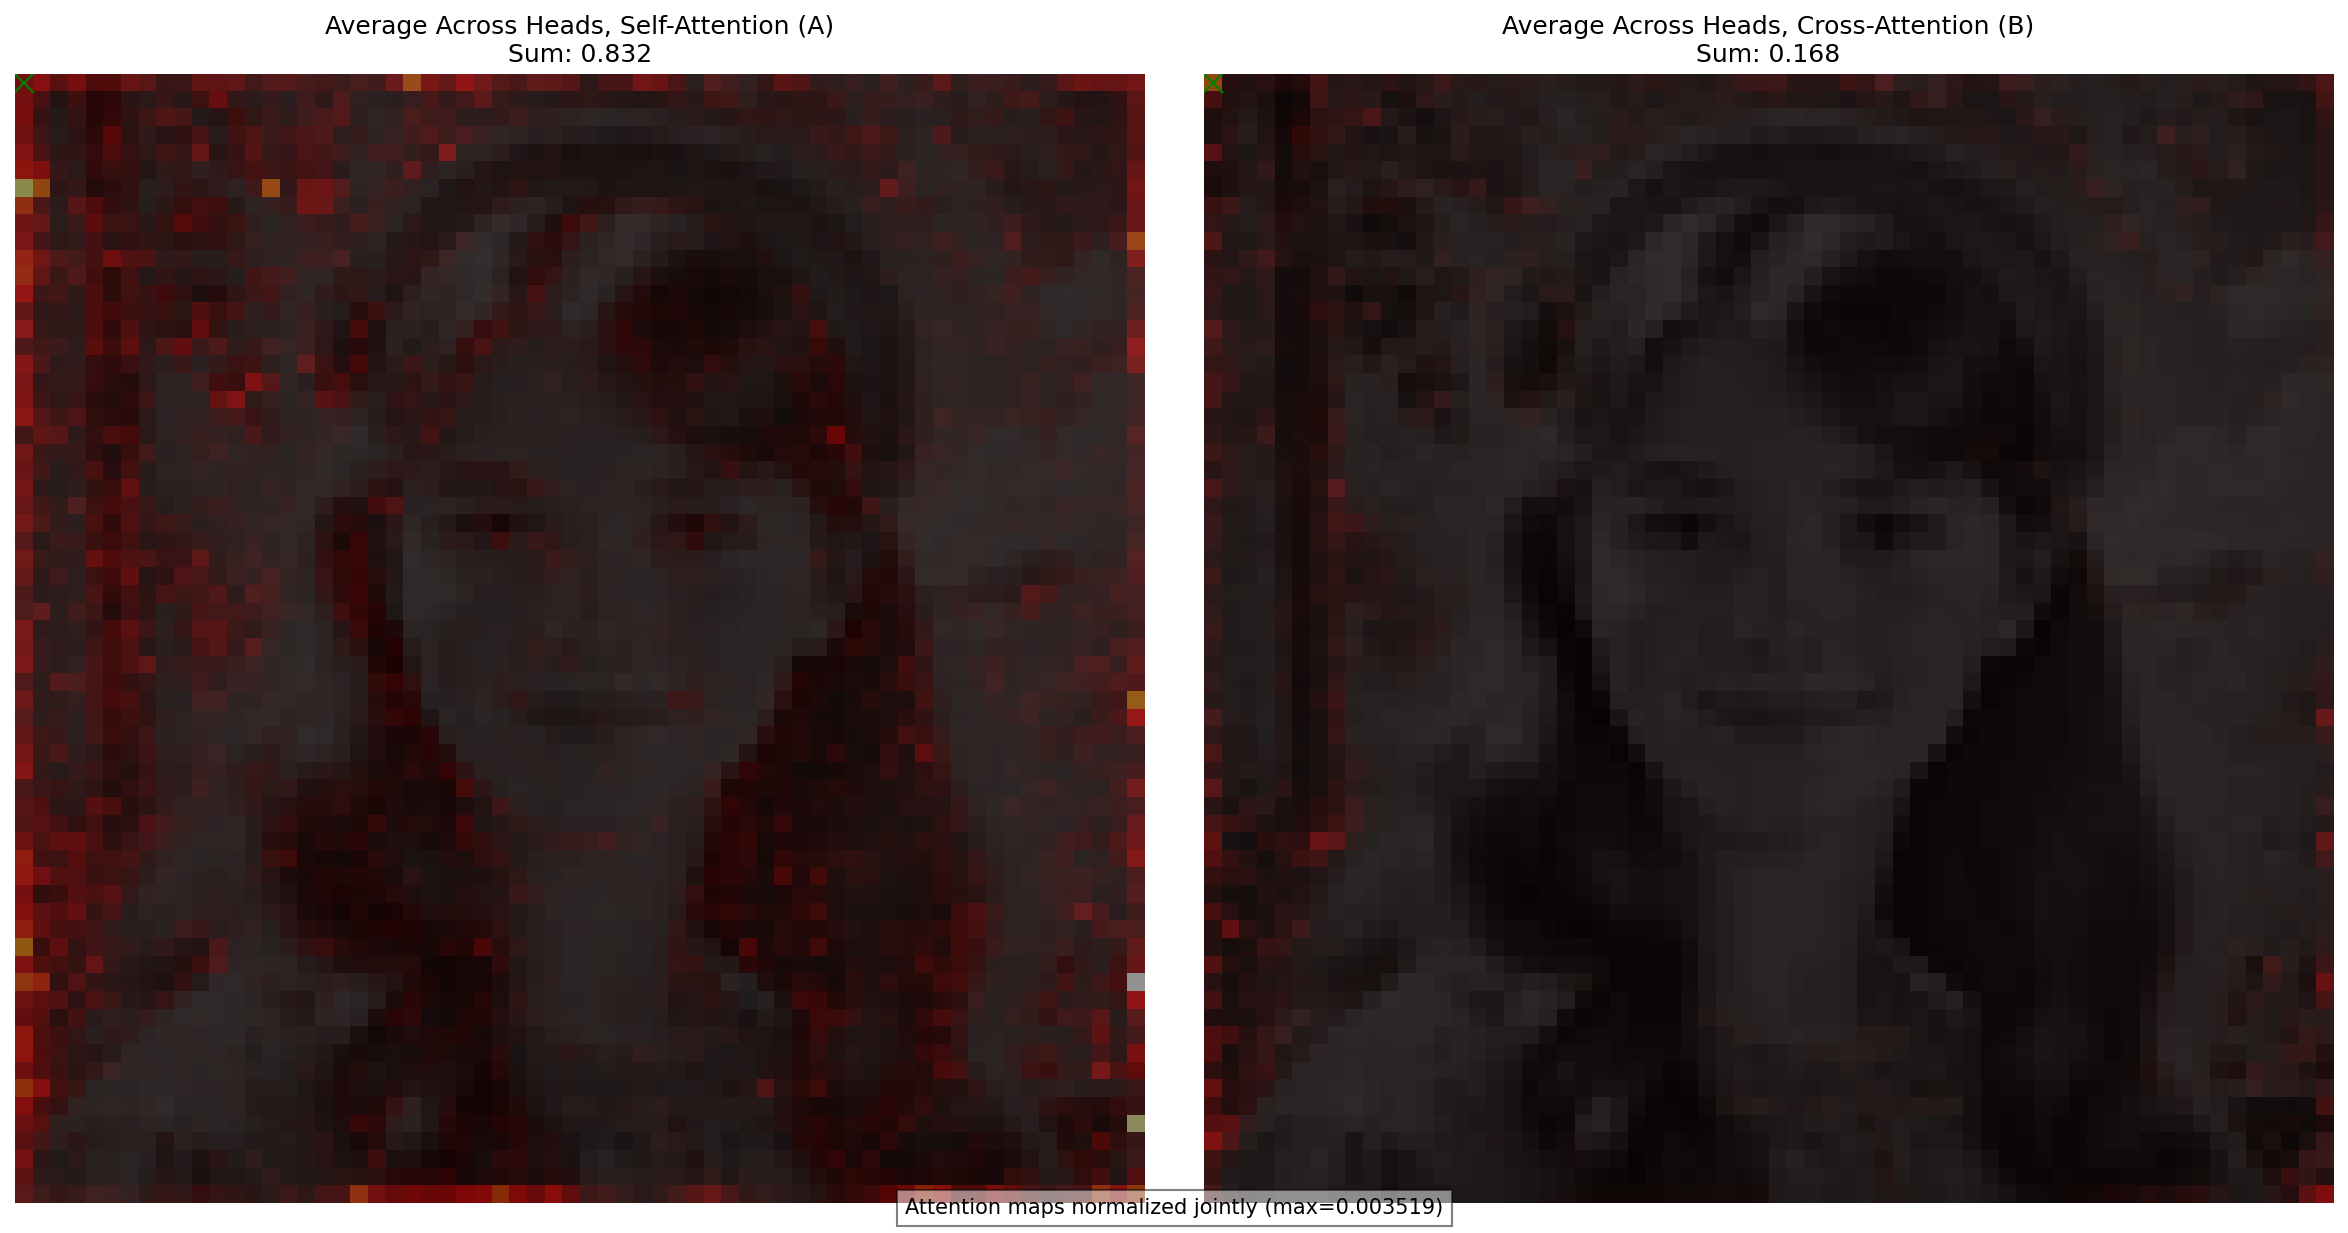 Average Across Heads, Self-Attention (A)
Sum: 0.832
Average Across Heads, Cross-Attention (B)
Sum: 0.168
Attention maps normalized jointly (max=0.003519)